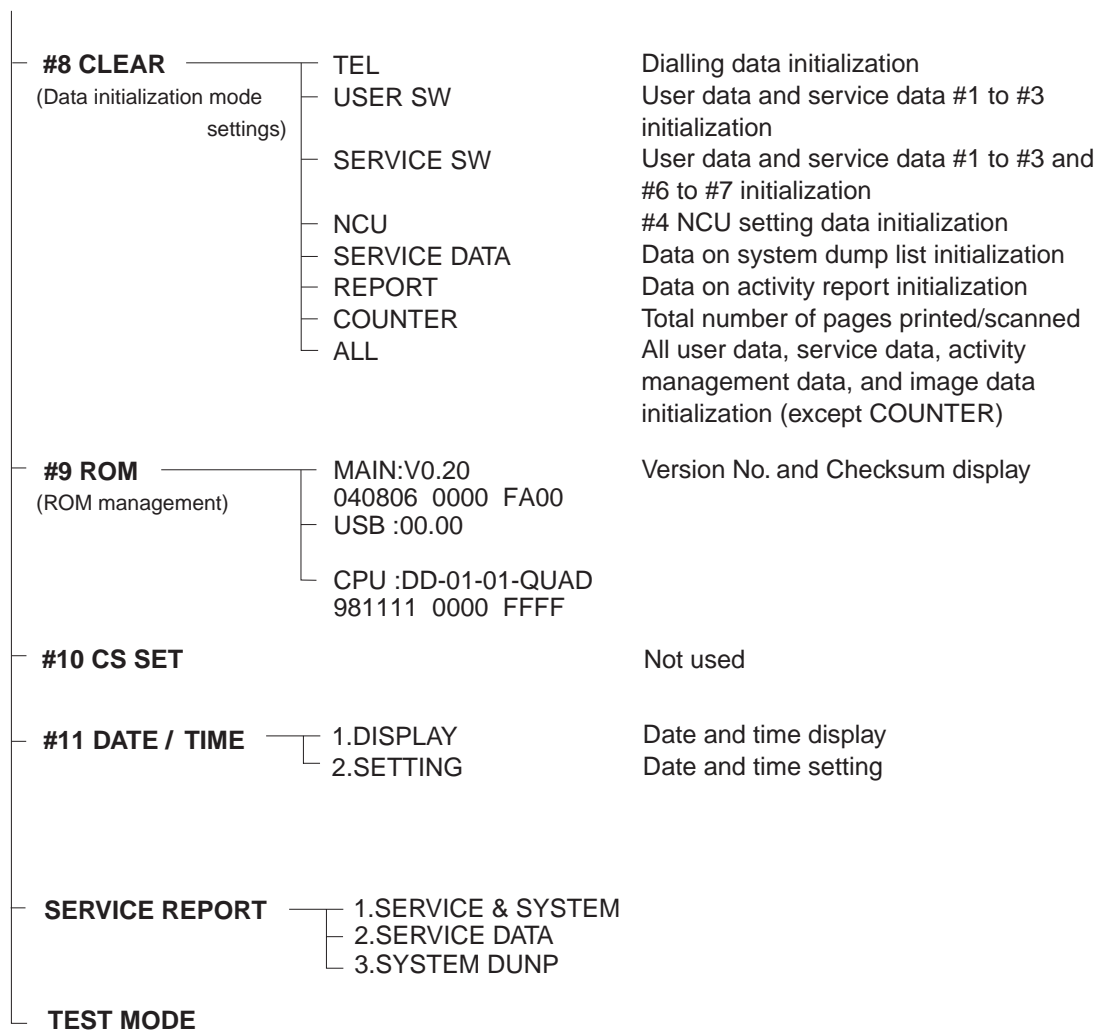 #8 CLEAR TEL Dialling data initialization
(Data initialization mode USER SW User data and service data #1 to #3
settings) initialization
SERVICE SW User data and service data #1 to #3 and
#6 to #7 initialization
NCU #4 NCU setting data initialization
SERVICE DATA Data on system dump list initialization
REPORT Data on activity report initialization
COUNTER Total number of pages printed/scanned
ALL All user data, service data, activity
management data, and image data
initialization (except COUNTER)
#9 ROM MAIN:V0.20 Version No. and Checksum display
(ROM management) 040806 0000 FA00
USB :00.00
CPU :DD-01-01-QUAD
981111 0000 FFFF
#10 CS SET Not used
#11 DATE / TIME 1.DISPLAY Date and time display
2.SETTING Date and time setting
SERVICE REPORT 1.SERVICE & SYSTEM
2.SERVICE DATA
3.SYSTEM DUNP
TEST MODE